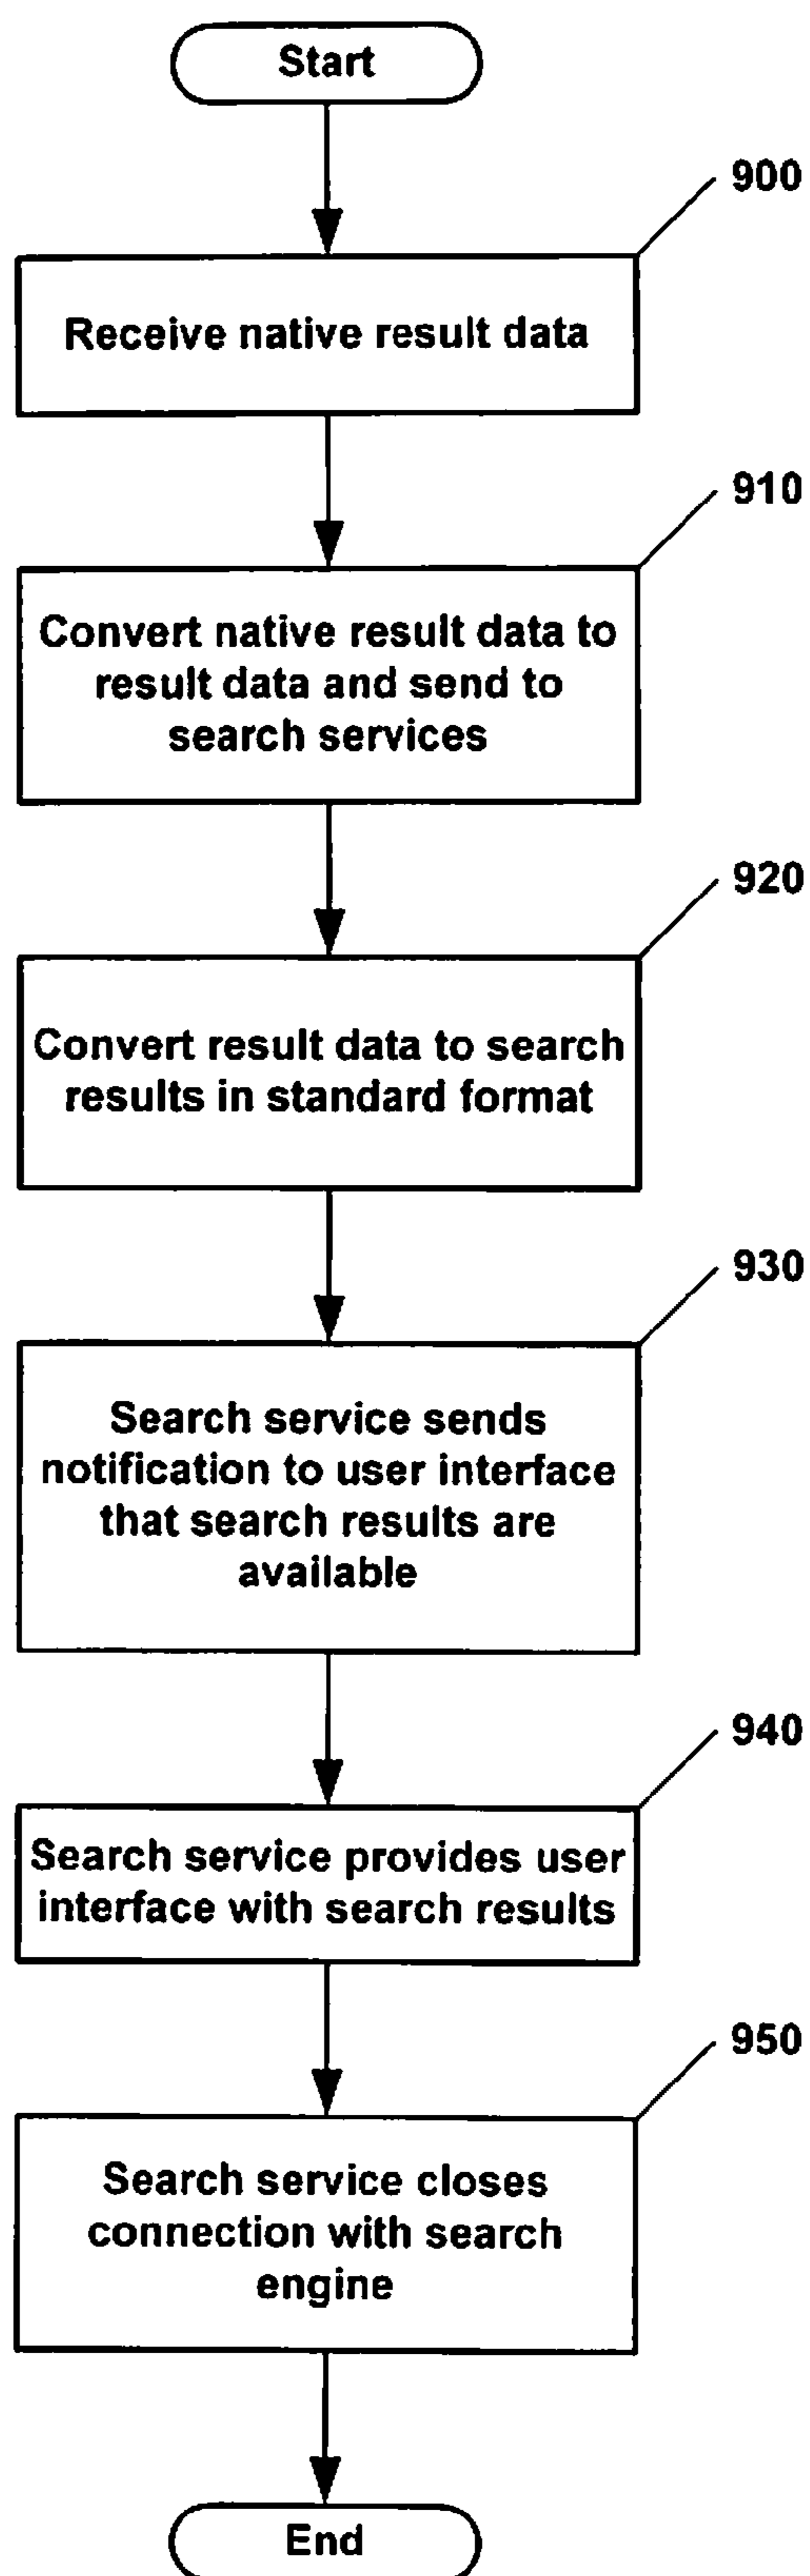 Start
900
Receive native result data
910
Convert native result data to
result data and send to
search services
920
Convert result data to search
results in standard format
930
Search service sends
notification to user interface
that search results are
available
940
Search service provides user
interface with search results
950
Search service closes
connection with search
engine
End